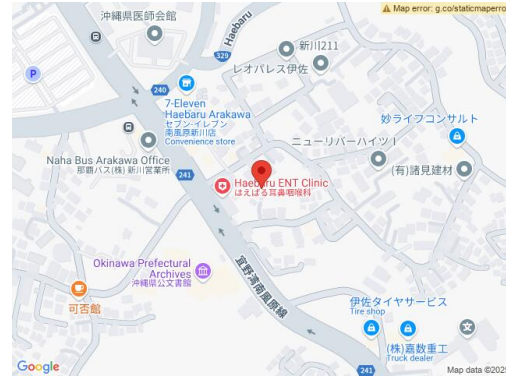 Map error: g.co/staticmaperro
沖縄県医師会館
Haebaru
329
新川211
レオパレス伊佐
P
240
7-Eleven
Haebaru Arakawa
セブン-イレブン
南風原新川店
Convenience store
妙ライフコンサルト
ニューリバーハイツ I
Naha Bus Arakawa Office
那覇バス(株) 新川営業所
241
(有)諸見建材
Haebaru ENT Clinic
はえばる耳鼻咽喉科
Okinawa Prefectural
Archives
沖縄県公文書館
宜野湾南風原線
可否館
伊佐タイヤサービス
Tire shop
文
(株)嘉数重工
Truck dealer
241
Google
Map data ©2025